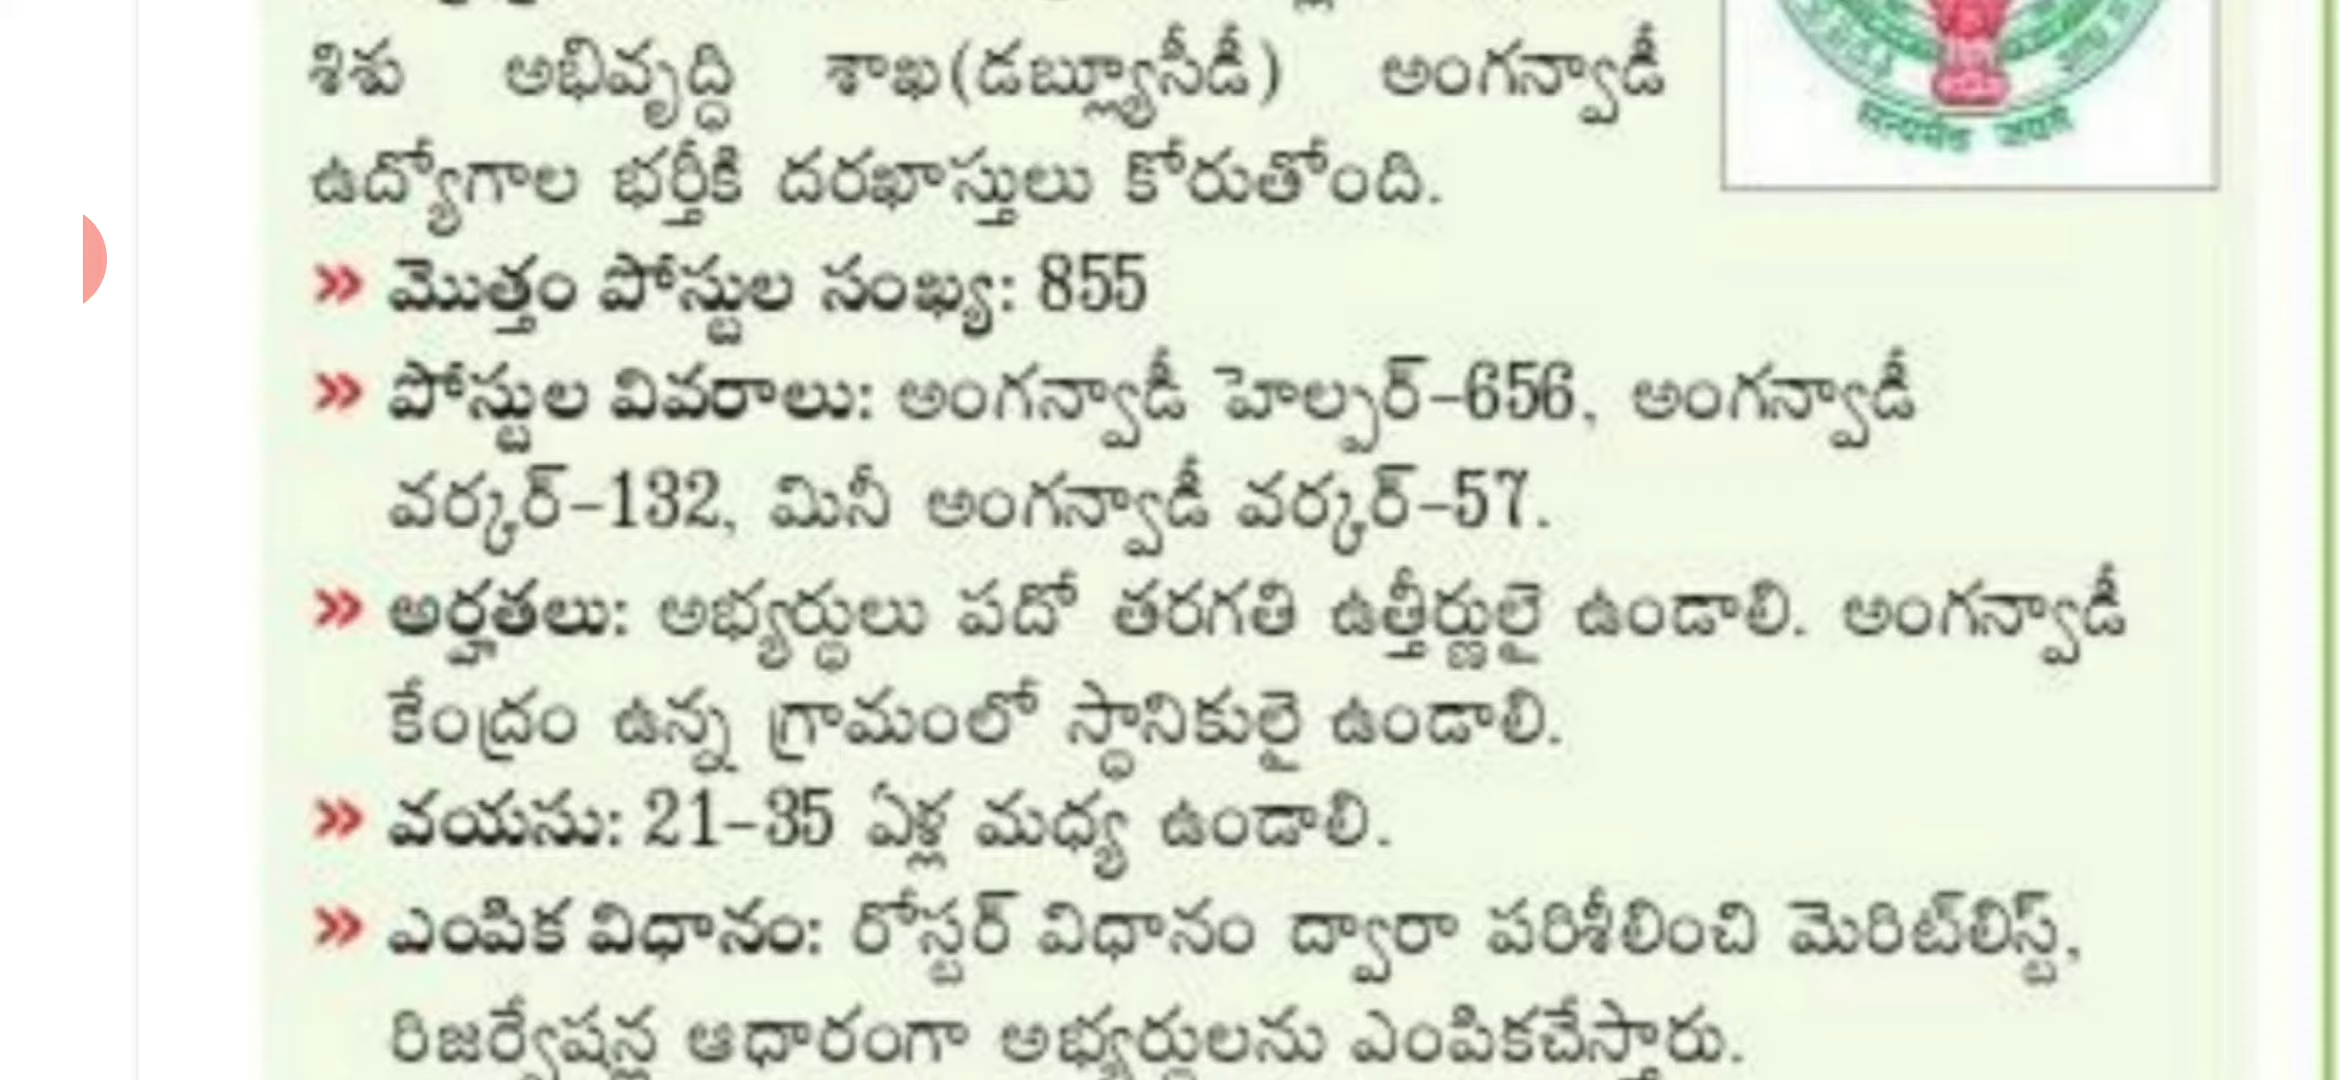 శిశు అభివృద్ధి శాఖ(డబ్ల్యూసీడీ) అంగన్వాడీ
ఉద్యోగాల భర్తీకి దరఖాస్తులు కోరుతోంది.
» మొత్తం పోస్టుల సంఖ్య: 855
» పోస్టుల వివరాలు: అంగన్వాడీ హెల్పర్–656, అంగన్వాడీ
వర్కర్–132, మినీ అంగన్వాడీ వర్కర్–57.
» అర్హతలు: అభ్యర్థులు పదో తరగతి ఉత్తీర్ణులై ఉండాలి. అంగన్వాడీ
కేంద్రం ఉన్న గ్రామంలో స్థానికులై ఉండాలి.
» వయసు: 21–35 ఏళ్ల మధ్య ఉండాలి.
» ఎంపిక విధానం: రోస్టర్ విధానం ద్వారా పరిశీలించి మెరిట్‌లిస్ట్,
రిజర్వేషన్ల ఆధారంగా అభ్యర్థులను ఎంపికచేస్తారు.